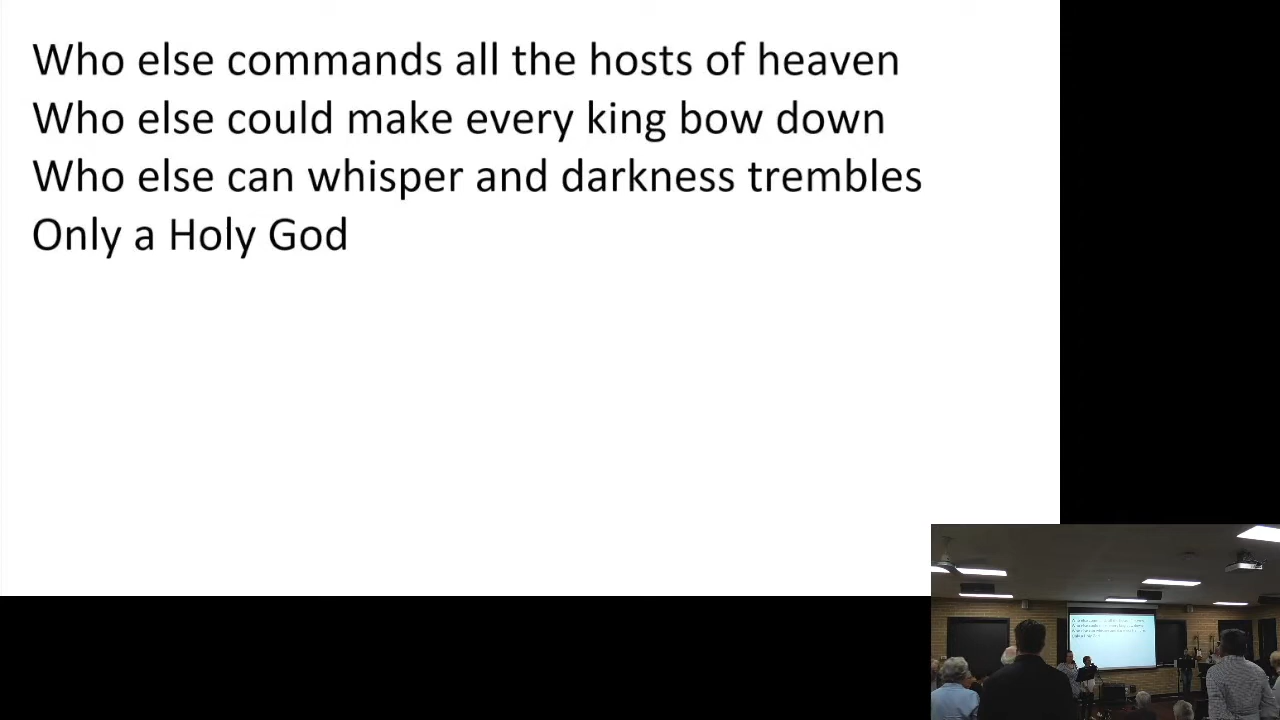 Who else commands all the hosts of heaven
Who else could make every king bow down
Who else can whisper and darkness trembles
Only a Holy God